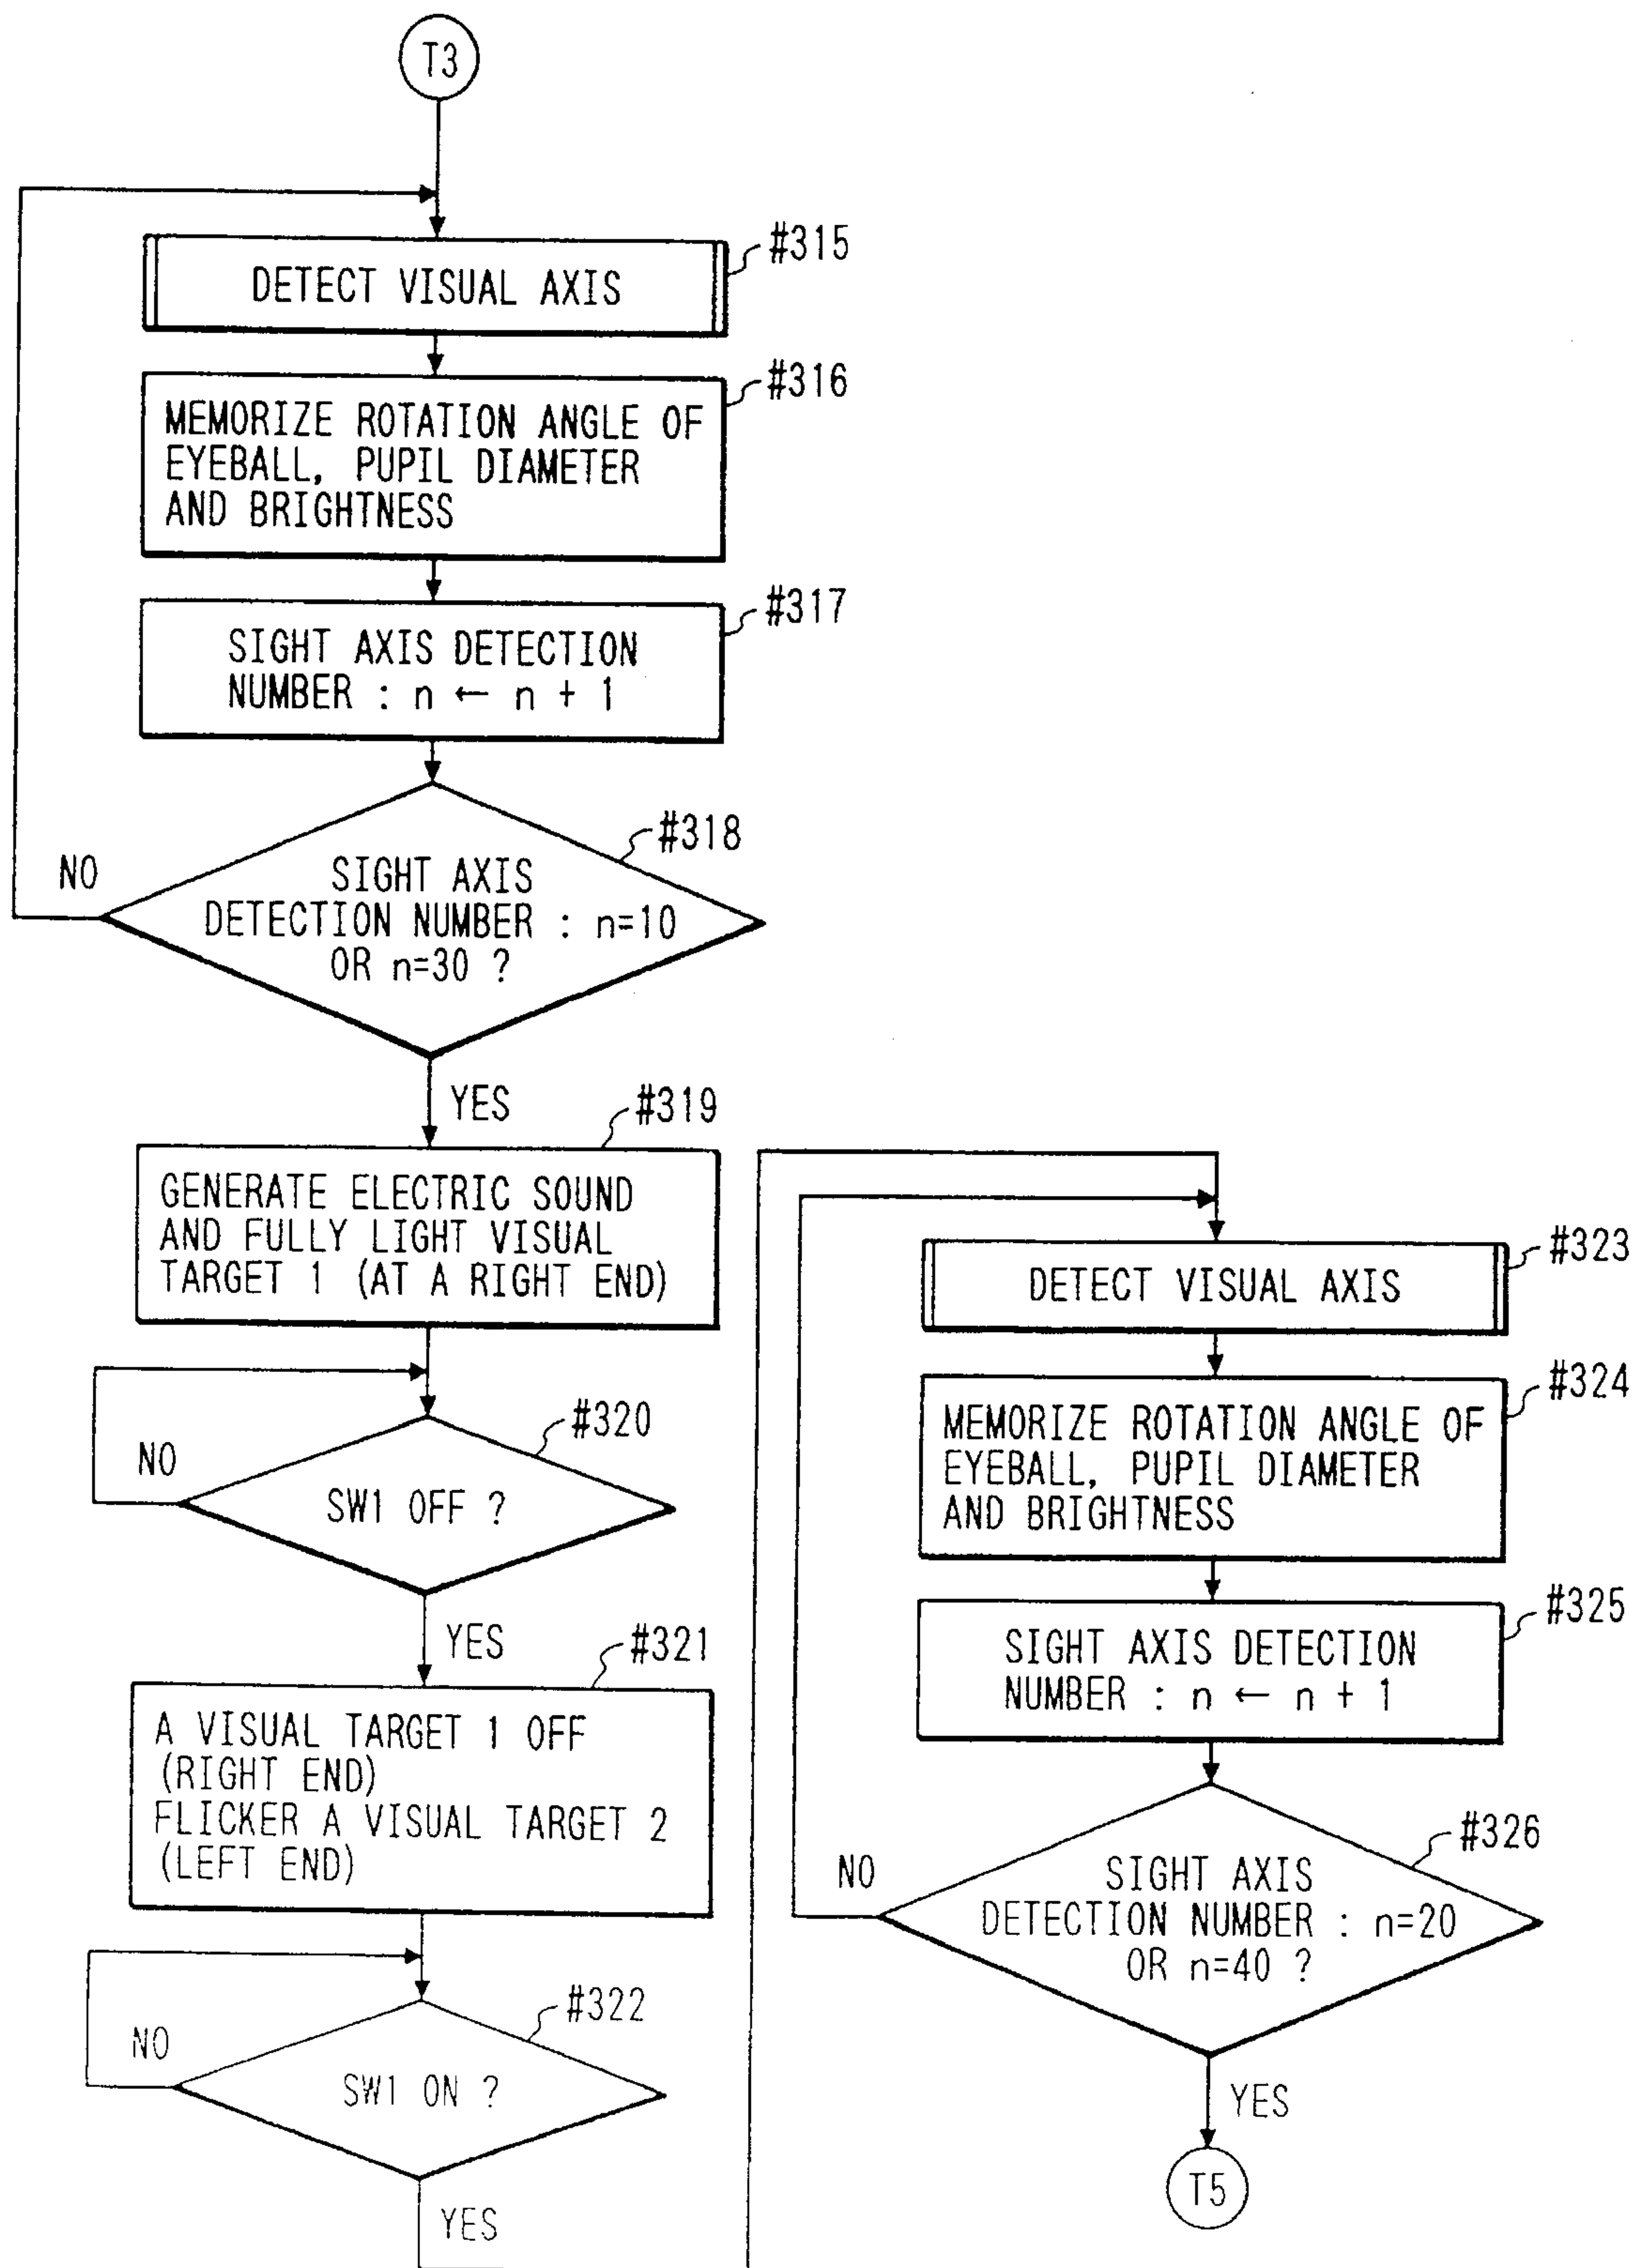 T3
#315
DETECT VISUAL AXIS
#316
MEMORIZE ROTATION ANGLE OF
EYEBALL, PUPIL DIAMETER
AND BRIGHTNESS
#317
SIGHT AXIS DETECTION
NUMBER : n ← n + 1
#318
NO
SIGHT AXIS
DETECTION NUMBER : n=10
OR n=30 ?
YES
#319
GENERATE ELECTRIC SOUND
AND FULLY LIGHT VISUAL
TARGET 1 (AT A RIGHT END)
#320
NO
SW1 OFF ?
YES
#321
A VISUAL TARGET 1 OFF
(RIGHT END)
FLICKER A VISUAL TARGET 2
(LEFT END)
#322
NO
SW1 ON ?
YES
#323
DETECT VISUAL AXIS
#324
MEMORIZE ROTATION ANGLE OF
EYEBALL, PUPIL DIAMETER
AND BRIGHTNESS
#325
SIGHT AXIS DETECTION
NUMBER : n ← n + 1
#326
NO
SIGHT AXIS
DETECTION NUMBER : n=20
OR n=40 ?
YES
T5